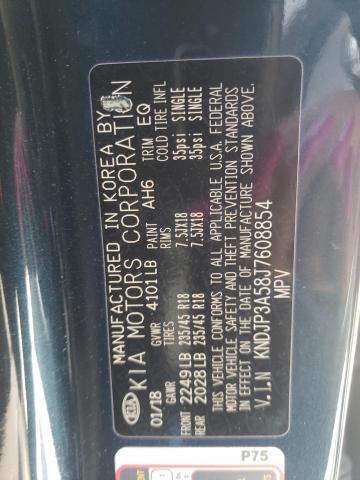 MANUFACTURED IN KOREA BY
KIA KIA MOTORS CORPORATION
01/18 GVWR 4101LB PAINT AH6 TRIM EQ
GAWR TIRES COLD TIRE INFL
FRONT 2249LB 235/45 R18 7.5JX18 35psi SINGLE
REAR 2028LB 235/45 R18 7.5JX18 35psi SINGLE
THIS VEHICLE CONFORMS TO ALL APPLICABLE U.S.A. FEDERAL
MOTOR VEHICLE SAFETY AND THEFT PREVENTION STANDARDS
IN EFFECT ON THE DATE OF MANUFACTURE SHOWN ABOVE.
V.I.N KNDJP3A58J7608854
MPV
P75